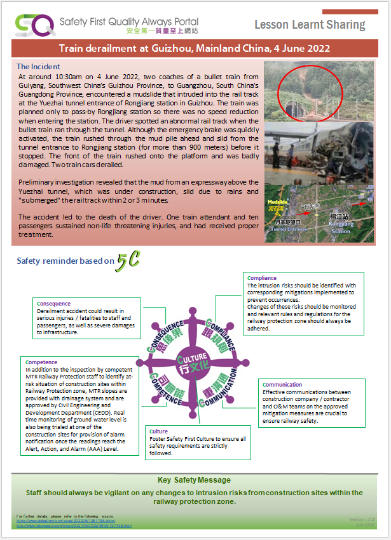 Safety First Quality Always Portal
安全第一質量至上網站
Lesson Learnt Sharing
Train derailment at Guizhou, Mainland China, 4 June 2022
The Incident
At around 10:30am on 4 June 2022, two coaches of a bullet train from
Guiyang, Southwest China's Guizhou Province, to Guangzhou, South China's
Guangdong Province, encountered a mudslide that intruded into the rail track
at the Yuezhai tunnel entrance of Rongjiang station in Guizhou. The train was
planned only to pass-by Rongjiang station so there was no speed reduction
when entering the station. The driver spotted an abnormal rail track when the
bullet train ran through the tunnel. Although the emergency brake was quickly
activated, the train rushed through the mud pile ahead and slid from the
tunnel entrance to Rongjiang station (for more than 900 meters) before it
stopped. The front of the train rushed onto the platform and was badly
damaged. Two train cars derailed.
Preliminary investigation revealed that the mud from an expressway above the
Yuezhai tunnel, which was under construction, slid due to rains and
"submerged" the rail track within 2 or 3 minutes.
The accident led to the death of the driver. One train attendant and ten
passengers sustained non-life threatening injuries, and had received proper
treatment.
Mudslide
Rongjiang
Station
Safety reminder based on 5C
Consequence
Derailment accident could result in
serious injuries / fatalities to staff and
passengers, as well as severe damages
to infrastructure.
Compliance
The intrusion risks should be identified with
corresponding mitigations implemented to
prevent occurrences.
Changes of these risks should be monitored
and relevant rules and regulations for the
railway protection zone should always be
adhered.
CONSEQUENCE
COMPLIANCE
CULTURE
行文化
COMPETENCE
COMMUNICATION
Competence
In addition to the inspection by competent
MTR Railway Protection staff to identify at-
risk situation of construction sites within
Railway Protection zone, MTR slopes are
provided with drainage system and are
approved by Civil Engineering and
Development Department (CEDD). Real
time monitoring of ground water level is
also being trialed at one of the
construction sites for provision of alarm
notification once the readings reach the
Alert, Action, and Alarm (AAA) Level.
Communication
Effective communications between
construction company / contractor
and O&M teams on the approved
mitigation measures are crucial to
ensure railway safety.
Culture
Foster Safety First Culture to ensure all
safety requirements are strictly
followed.
Key Safety Message
Staff should always be vigilant on any changes to intrusion risks from construction sites within the
railway protection zone.